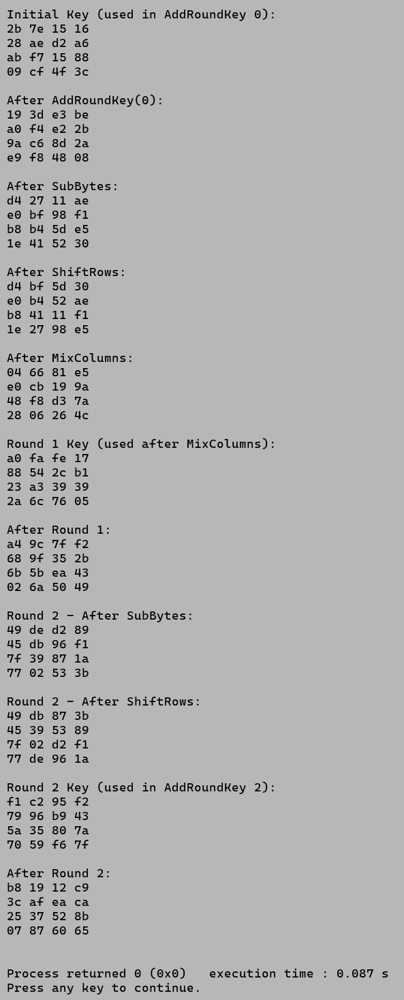 Initial Key (used in AddRoundKey 0):
2b 7e 15 16
28 ae d2 a6
ab f7 15 88
09 cf 4f 3c
After AddRoundKey(0):
19 3d e3 be
a0 f4 e2 2b
9a c6 8d 2a
e9 f8 48 08
After SubBytes:
d4 27 11 ae
e0 bf 98 f1
b8 b4 5d e5
1e 41 52 30
After ShiftRows:
d4 bf 5d 30
e0 b4 52 ae
b8 41 11 f1
1e 27 98 e5
After MixColumns:
04 66 81 e5
e0 cb 19 9a
48 f8 d3 7a
28 06 26 4c
Round 1 Key (used after MixColumns):
a0 fa fe 17
88 54 2c b1
23 a3 39 39
2a 6c 76 05
After Round 1:
a4 9c 7f f2
68 9f 35 2b
6b 5b ea 43
02 6a 50 49
Round 2 - After SubBytes:
49 de d2 89
45 db 96 f1
7f 39 87 1a
77 02 53 3b
Round 2 - After ShiftRows:
49 db 87 3b
45 39 53 89
7f 02 d2 f1
77 de 96 1a
Round 2 Key (used in AddRoundKey 2):
f1 c2 95 f2
79 96 b9 43
5a 35 80 7a
70 59 f6 7f
After Round 2:
b8 19 12 c9
3c af ea ca
25 37 52 8b
07 87 60 65
Process returned 0 (0x0)   execution time : 0.087 s
Press any key to continue.